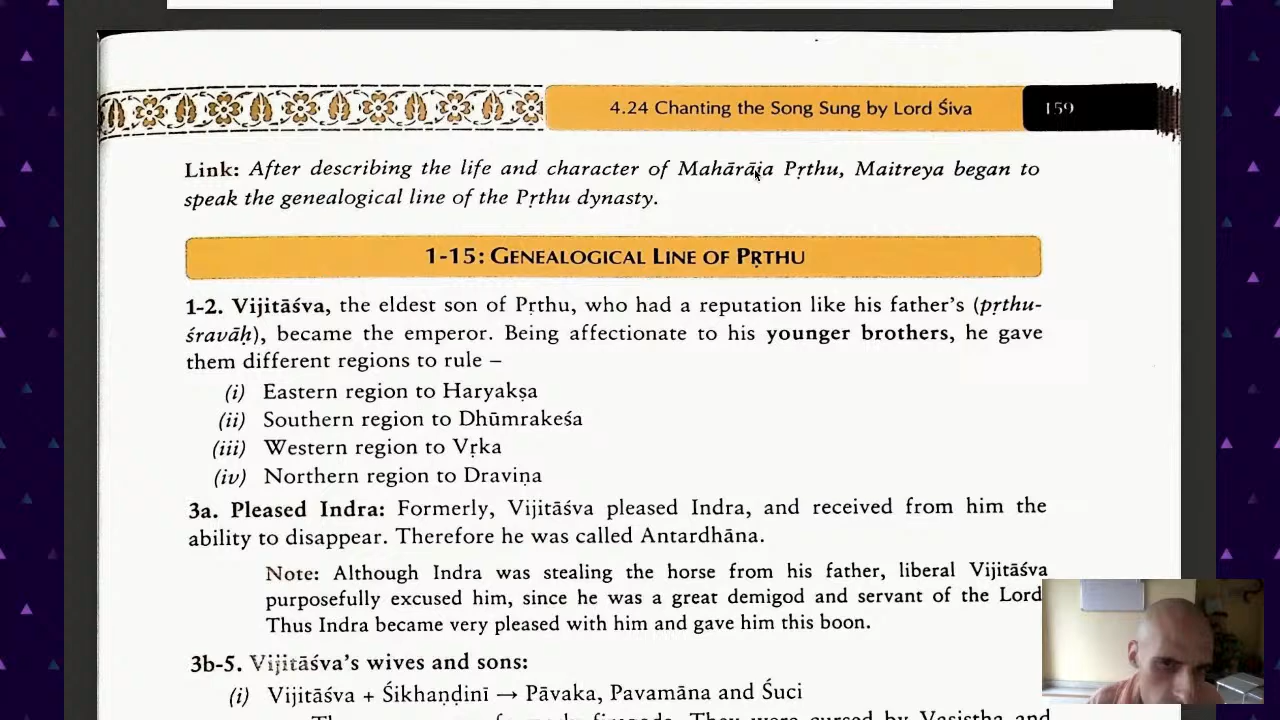 4.24 Chanting the Song Sung by Lord Śiva 159
Link: After describing the life and character of Mahārāja Pṛthu, Maitreya began to
speak the genealogical line of the Pṛthu dynasty.
1-15: GENEALOGICAL LINE OF PṚTHU
1-2. Vijitāśva, the eldest son of Pṛthu, who had a reputation like his father's (pṛthu-
śravāḥ), became the emperor. Being affectionate to his younger brothers, he gave
them different regions to rule –
(i) Eastern region to Haryakṣa
(ii) Southern region to Dhūmrakeśa
(iii) Western region to Vṛka
(iv) Northern region to Draviṇa
3a. Pleased Indra: Formerly, Vijitāśva pleased Indra, and received from him the
ability to disappear. Therefore he was called Antardhāna.
Note: Although Indra was stealing the horse from his father, liberal Vijitāśva
purposefully excused him, since he was a great demigod and servant of the Lord
Thus Indra became very pleased with him and gave him this boon.
3b-5. Vijitāśva's wives and sons:
(i) Vijitāśva + Śikhaṇḍinī → Pāvaka, Pavamāna and Śuci